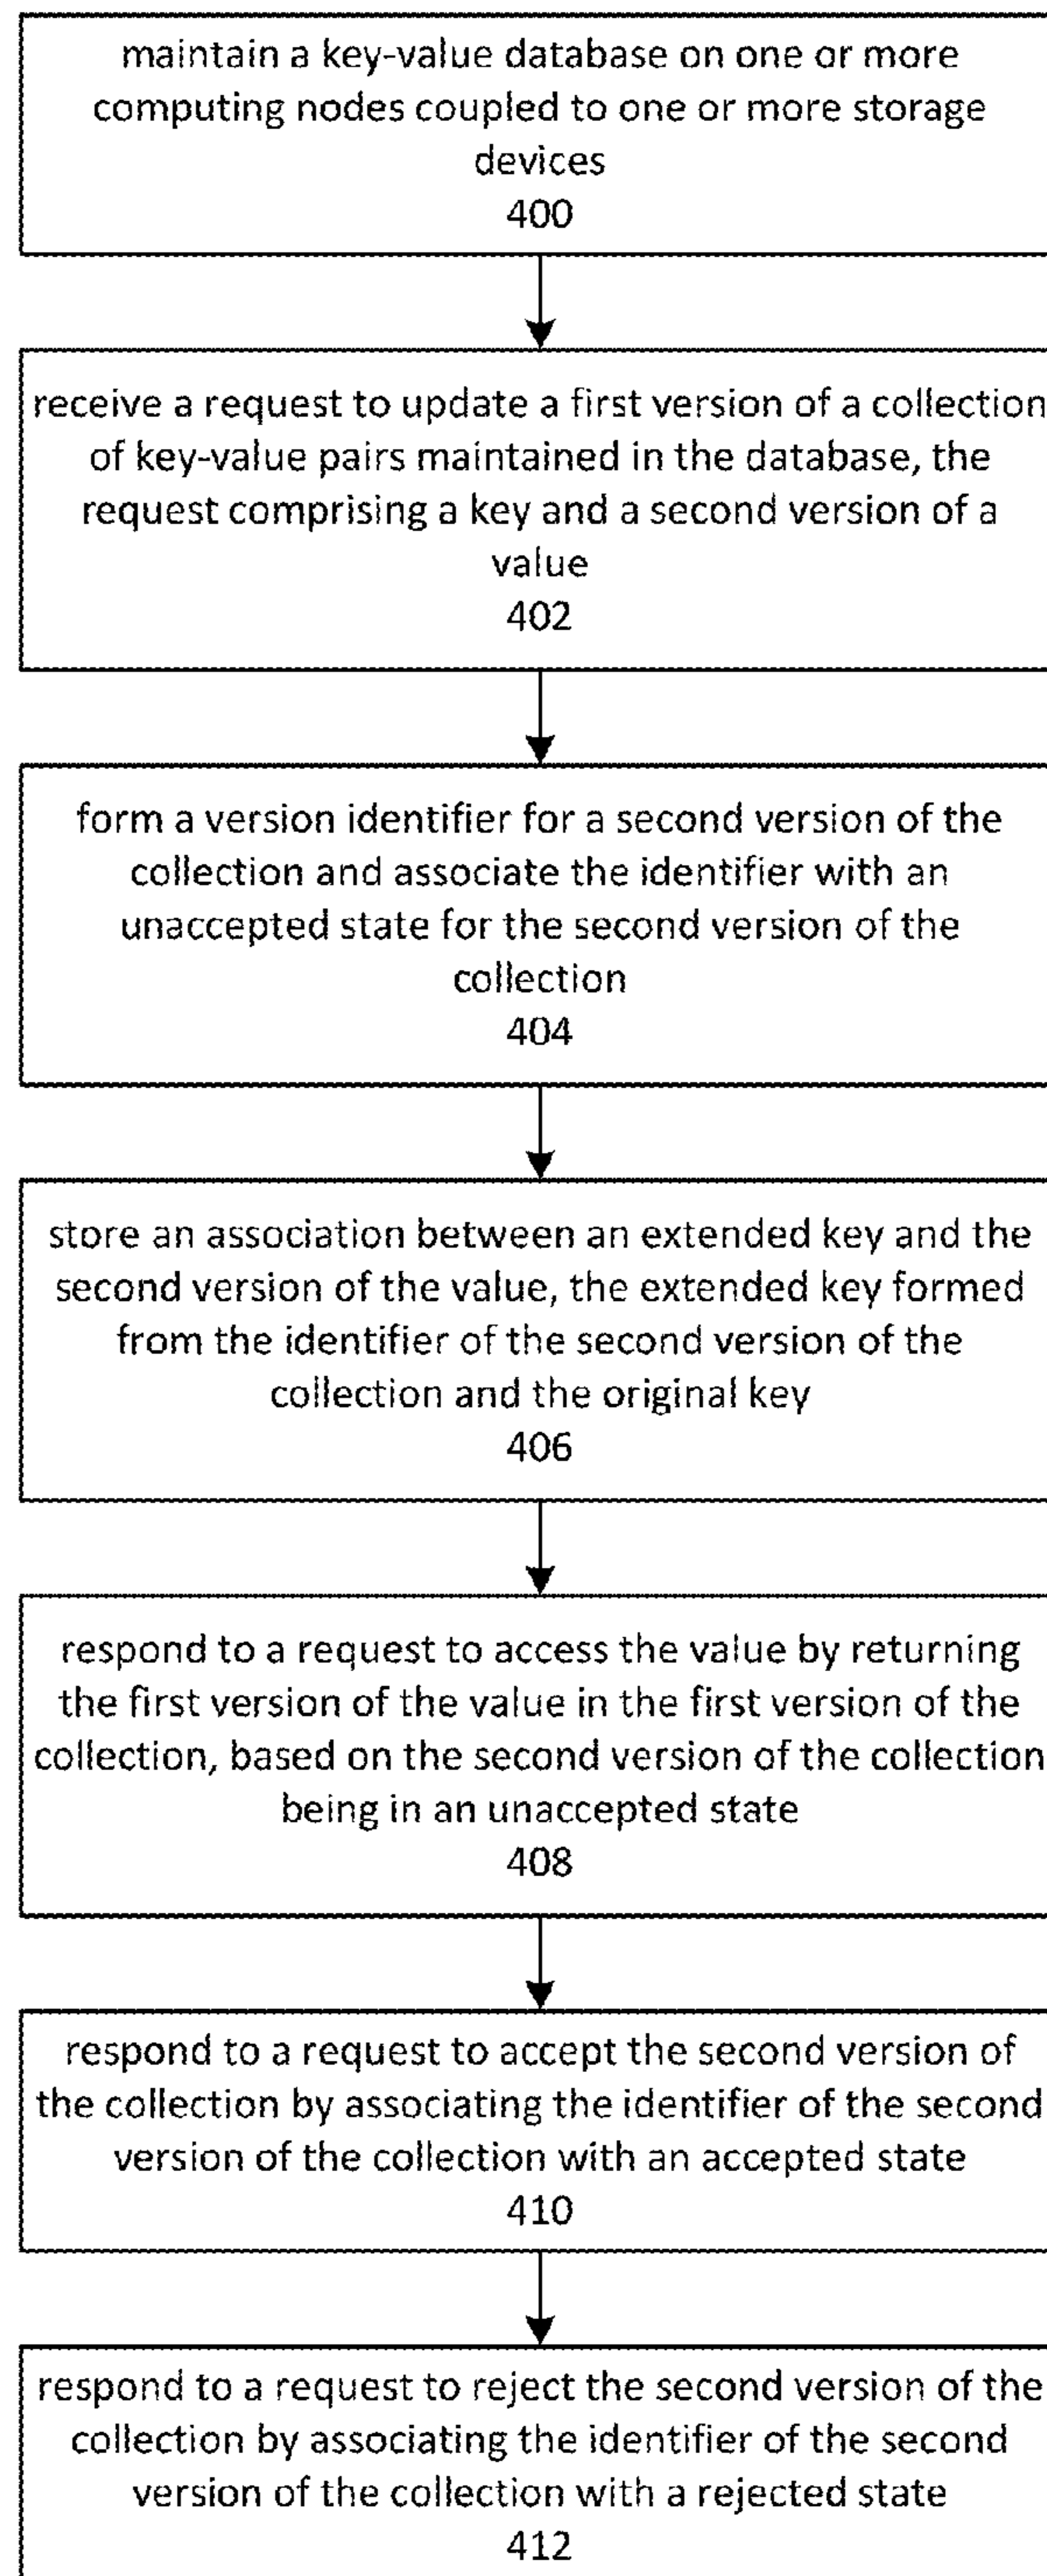 maintain a key-value database on one or more
computing nodes coupled to one or more storage
devices
400
receive a request to update a first version of a collection
of key-value pairs maintained in the database, the
request comprising a key and a second version of a
value
402
form a version identifier for a second version of the
collection and associate the identifier with an
unaccepted state for the second version of the
collection
404
store an association between an extended key and the
second version of the value, the extended key formed
from the identifier of the second version of the
collection and the original key
406
respond to a request to access the value by returning
the first version of the value in the first version of the
collection, based on the second version of the collection
being in an unaccepted state
408
respond to a request to accept the second version of
the collection by associating the identifier of the second
version of the collection with an accepted state
410
respond to a request to reject the second version of the
collection by associating the identifier of the second
version of the collection with a rejected state
412